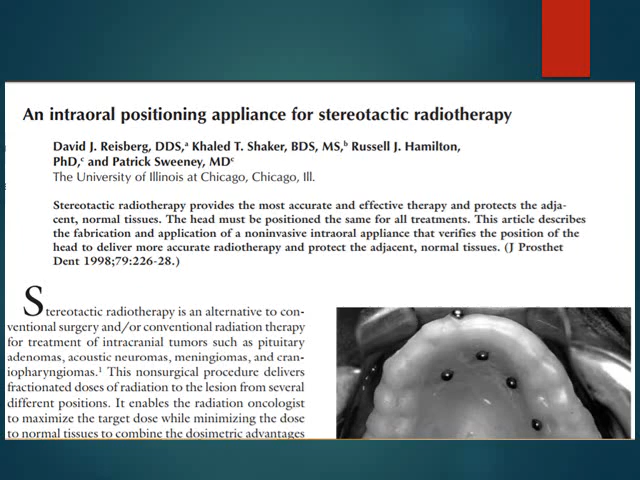 An intraoral positioning appliance for stereotactic radiotherapy
David J. Reisberg, DDS,a Khaled T. Shaker, BDS, MS,b Russell J. Hamilton,
PhD,c and Patrick Sweeney, MDc
The University of Illinois at Chicago, Chicago, Ill.
Stereotactic radiotherapy provides the most accurate and effective therapy and protects the adja-
cent, normal tissues. The head must be positioned the same for all treatments. This article describes
the fabrication and application of a noninvasive intraoral appliance that verifies the position of the
head to deliver more accurate radiotherapy and protect the adjacent, normal tissues. (J Prosthet
Dent 1998;79:226-28.)
Stereotactic radiotherapy is an alternative to con-
ventional surgery and/or conventional radiation therapy
for treatment of intracranial tumors such as pituitary
adenomas, acoustic neuromas, meningiomas, and cran-
iopharyngiomas.1 This nonsurgical procedure delivers
fractionated doses of radiation to the lesion from several
different positions. It enables the radiation oncologist
to maximize the target dose while minimizing the dose
to normal tissues to combine the dosimetric advantages